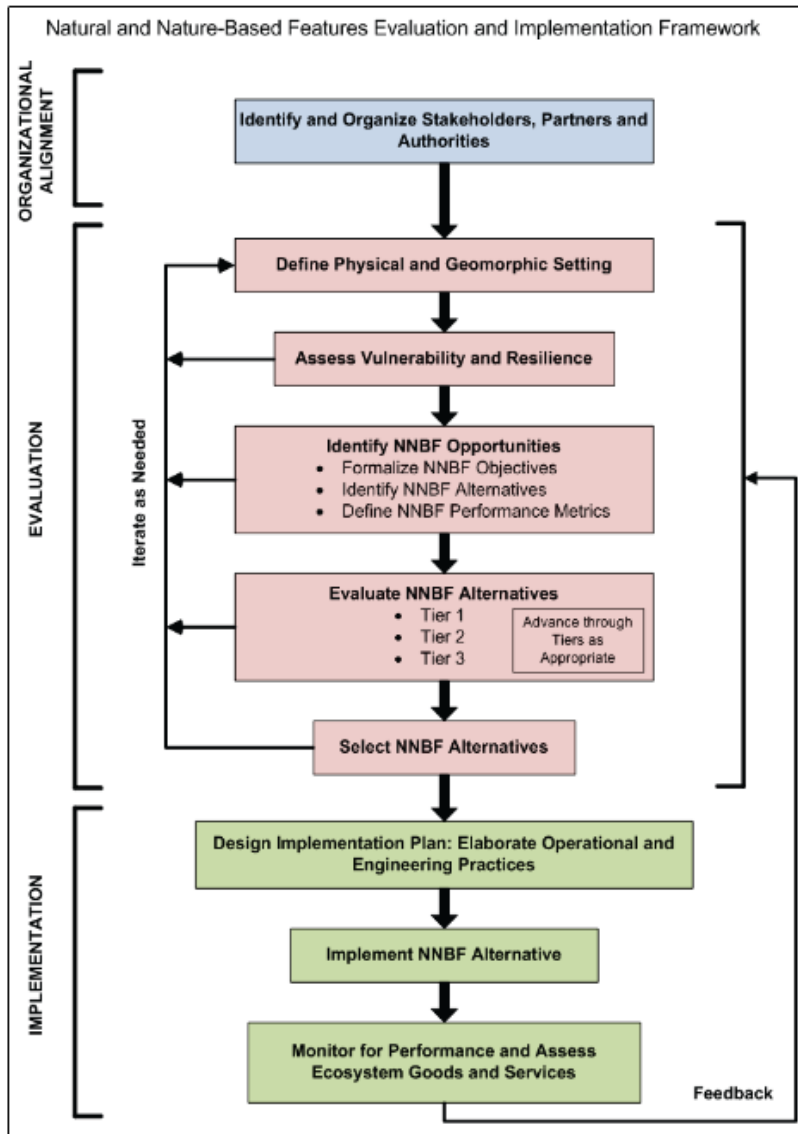 Natural and Nature-Based Features Evaluation and Implementation Framework
ORGANIZATIONAL
ALIGNMENT
Identify and Organize Stakeholders, Partners and
Authorities
EVALUATION
Iterate as Needed
Define Physical and Geomorphic Setting
Assess Vulnerability and Resilience
Identify NNBF Opportunities
• Formalize NNBF Objectives
• Identify NNBF Alternatives
• Define NNBF Performance Metrics
Evaluate NNBF Alternatives
• Tier 1
• Tier 2
• Tier 3
Advance through
Tiers as
Appropriate
Select NNBF Alternatives
IMPLEMENTATION
Design Implementation Plan: Elaborate Operational and
Engineering Practices
Implement NNBF Alternative
Monitor for Performance and Assess
Ecosystem Goods and Services
Feedback